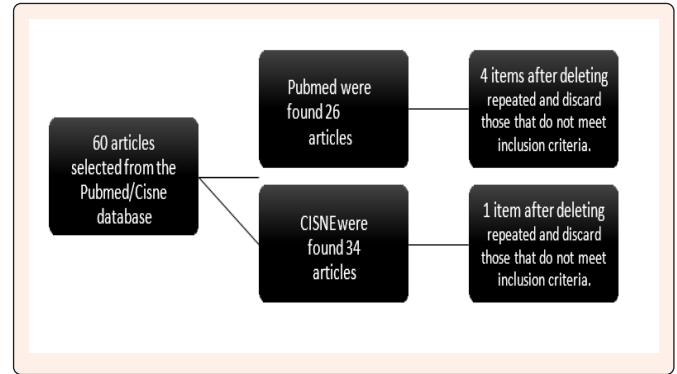 60 articles
selected from the
Pubmed/Cisne
database
Pubmed were
found 26
articles
4 items after deleting
repeated and discard
those that do not meet
inclusion criteria.
CISNE were
found 34
articles
1 item after deleting
repeated and discard
those that do not meet
inclusion criteria.